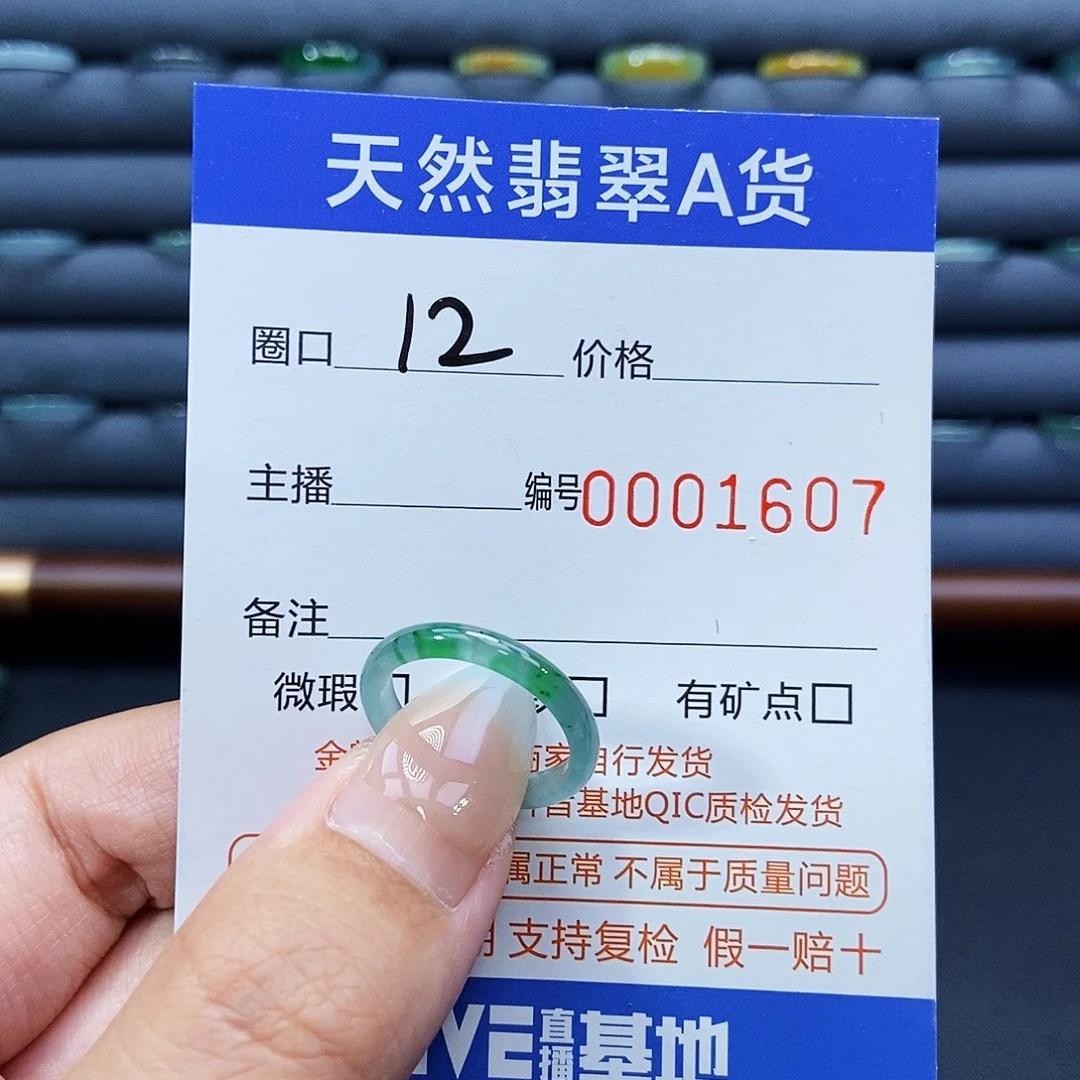 天然翡翠A货
圈口 12 价格
主播 编号0001607
备注
微瑕 有矿点
商家自行发货
基地QIC质检发货
属正常 不属于质量问题
支持复检 假一赔十
VE直播基地